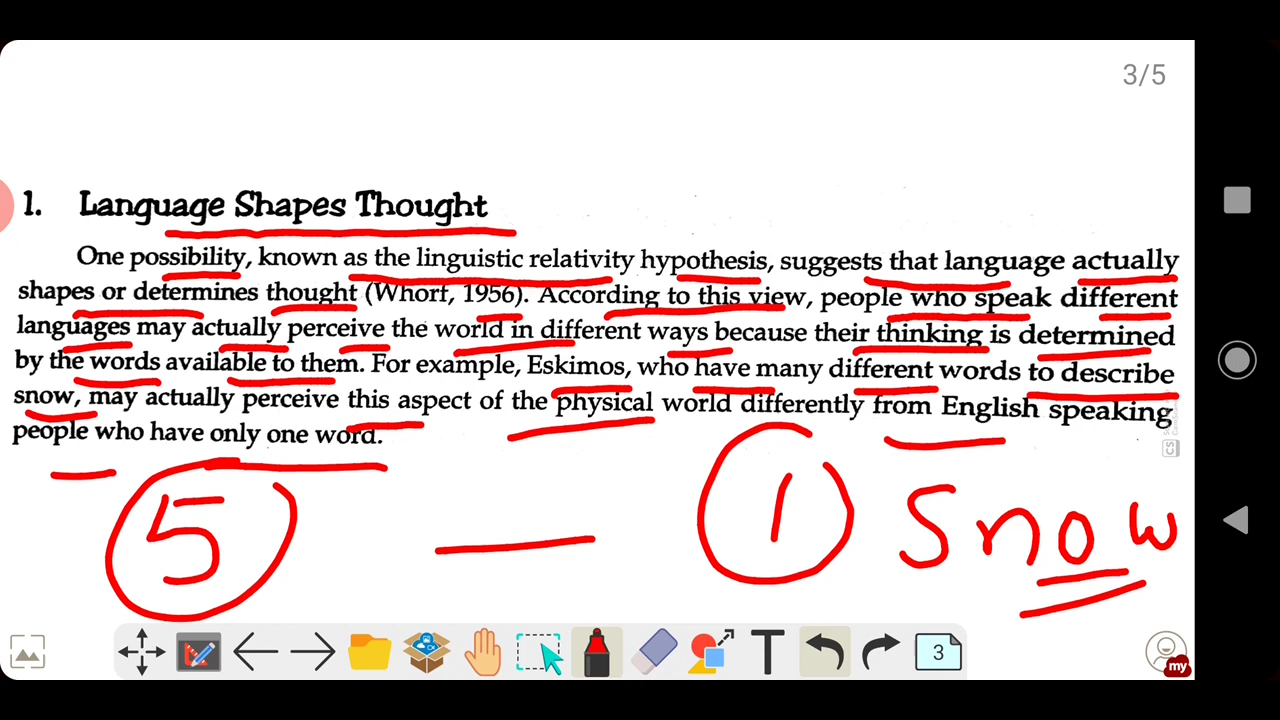 3/5
1. Language Shapes Thought
One possibility, known as the linguistic relativity hypothesis, suggests that language actually
shapes or determines thought (Whorf, 1956). According to this view, people who speak different
languages may actually perceive the world in different ways because their thinking is determined
by the words available to them. For example, Eskimos, who have many different words to describe
snow, may actually perceive this aspect of the physical world differently from English speaking
people who have only one word.
CS
5 — 1 Snow
T
3
my